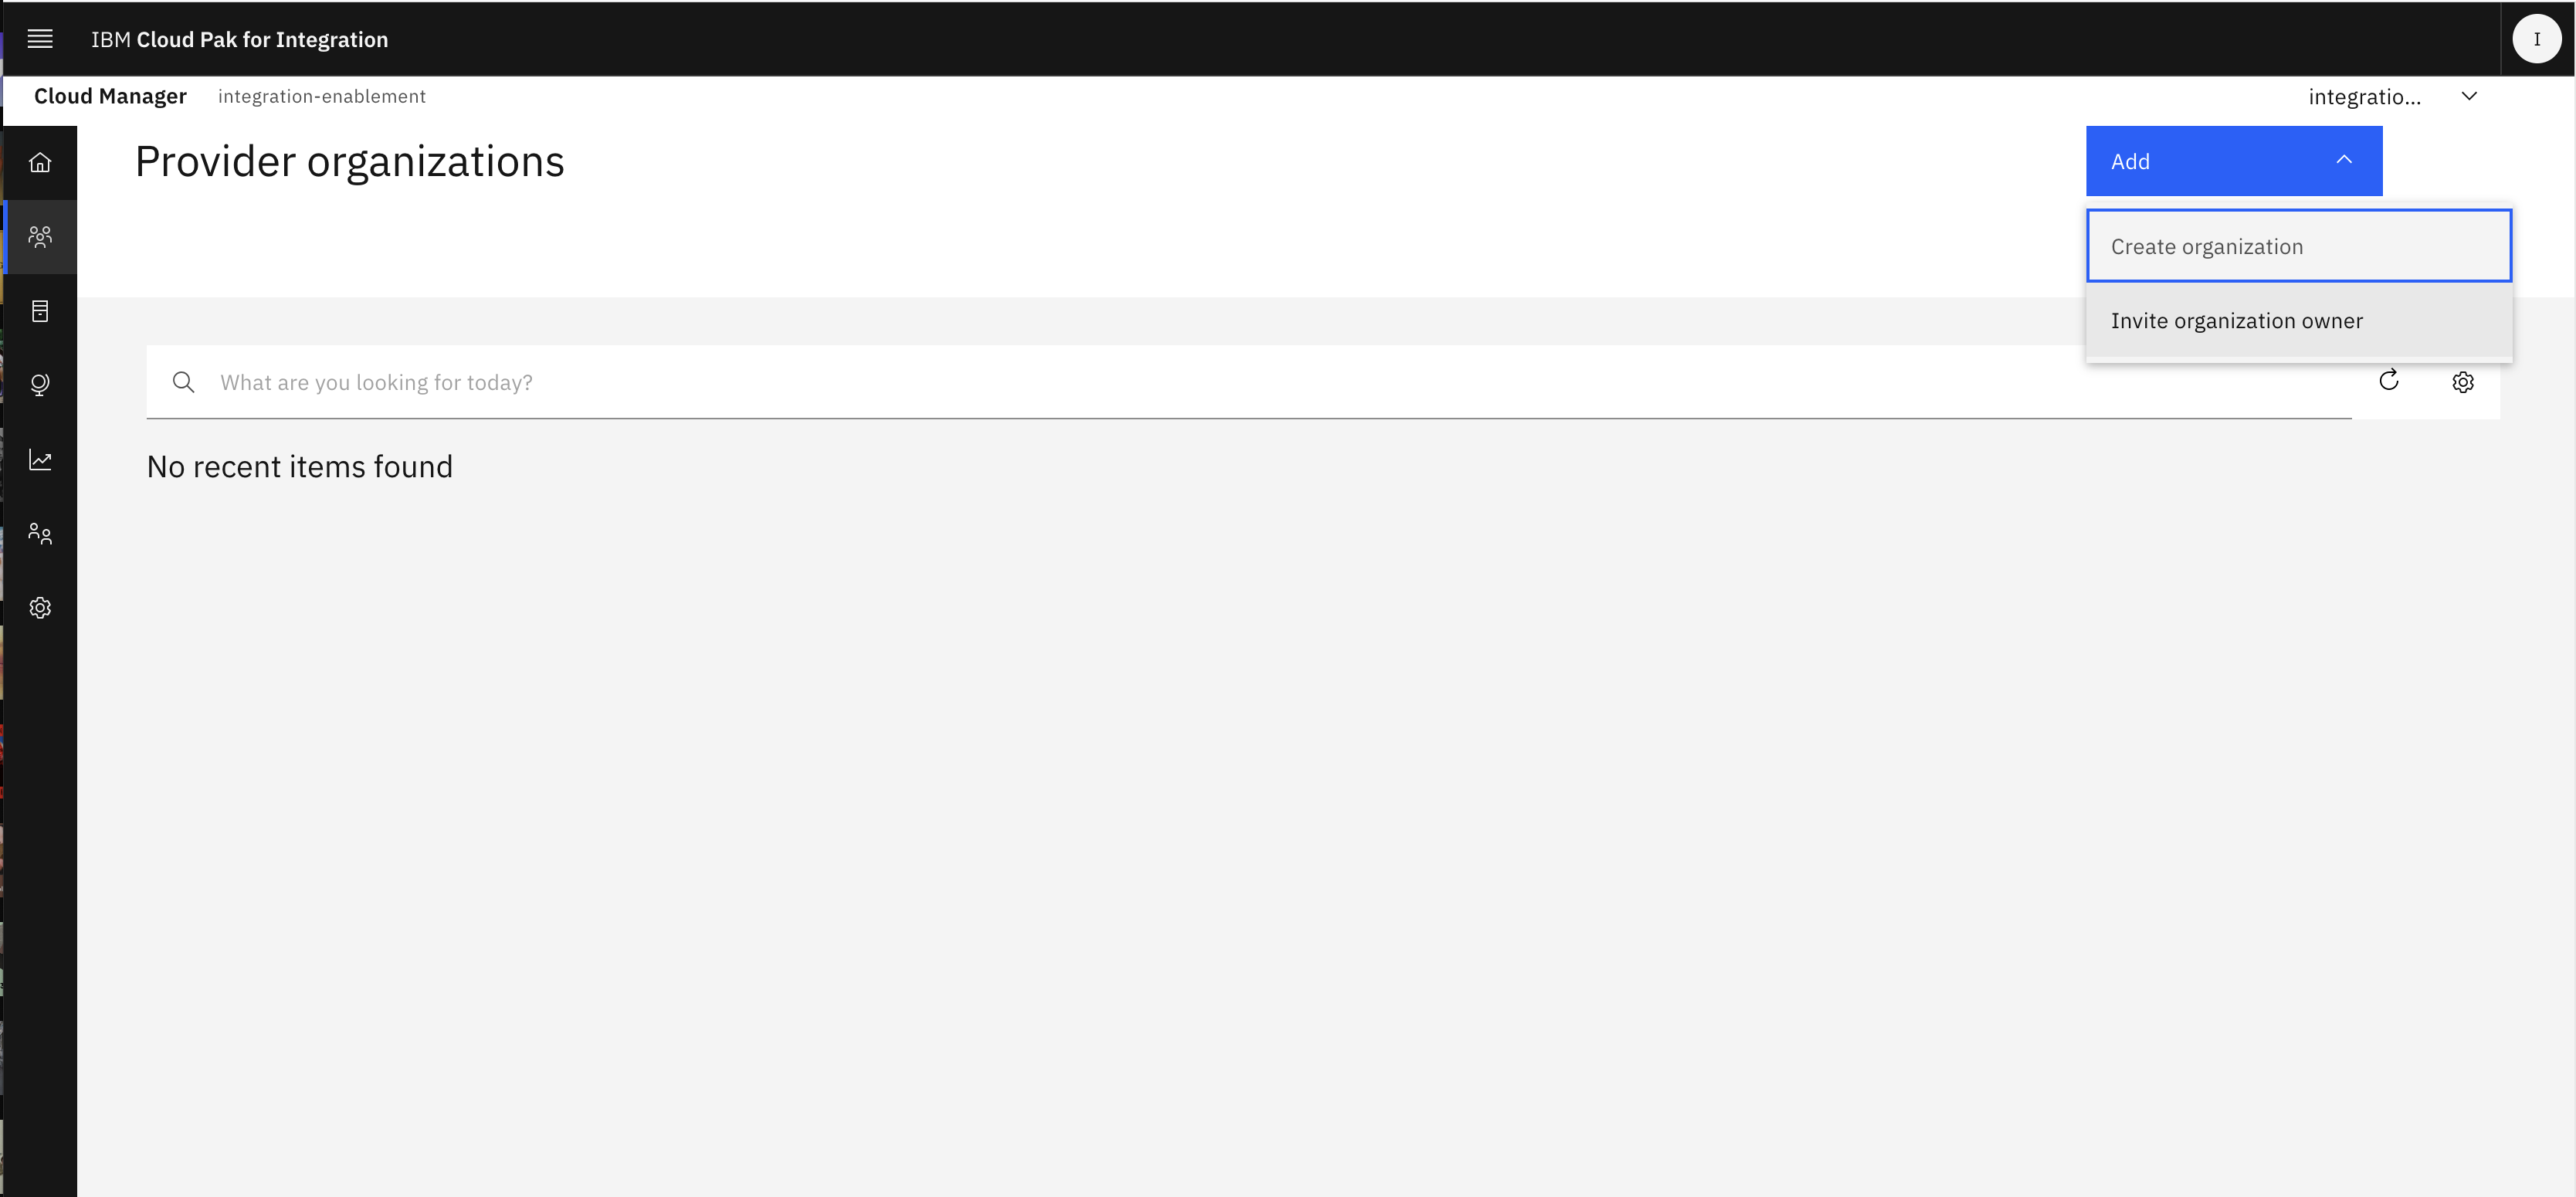 IBM Cloud Pak for Integration
I
Cloud Manager integration-enablement
integratio...
Provider organizations
Add
Create organization
Invite organization owner
What are you looking for today?
No recent items found